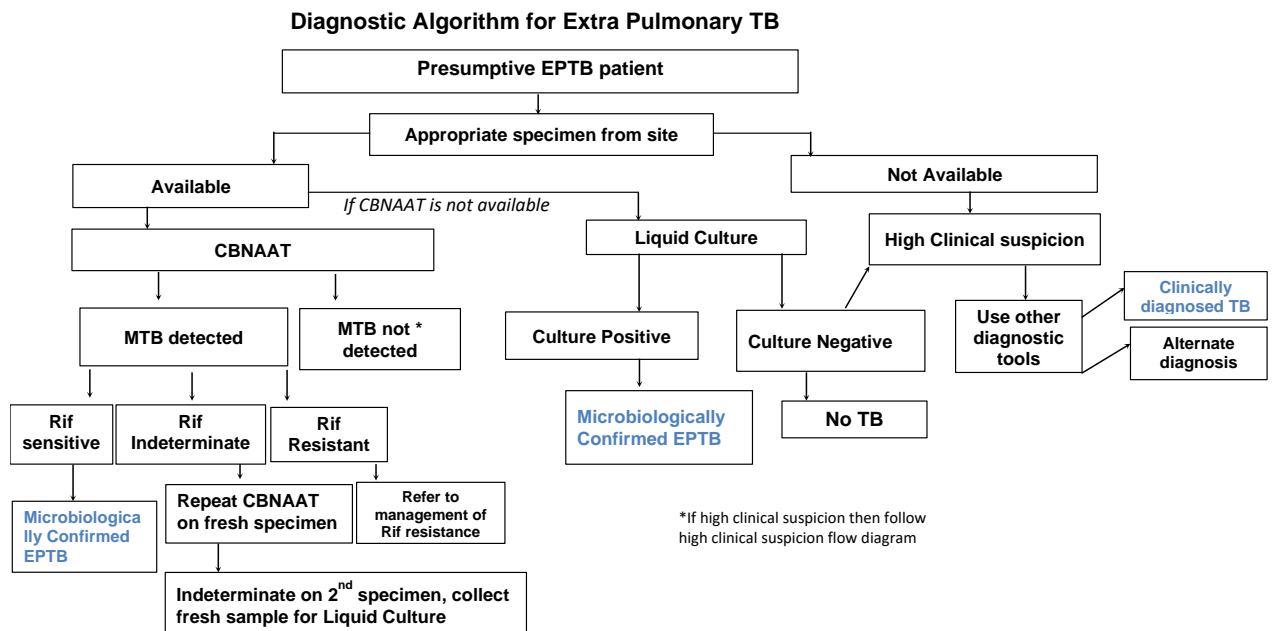 Diagnostic Algorithm for Extra Pulmonary TB
Presumptive EPTB patient
Appropriate specimen from site
Available
Not Available
If CBNAAT is not available
CBNAAT
Liquid Culture
High Clinical suspicion
MTB detected
MTB not *
detected
Culture Positive
Culture Negative
Use other
diagnostic
tools
Clinically
diagnosed TB
Alternate
diagnosis
Rif
sensitive
Rif
Indeterminate
Rif
Resistant
Microbiologically
Confirmed EPTB
No TB
Microbiologica
lly Confirmed
EPTB
Repeat CBNAAT
on fresh specimen
Refer to
management of
Rif resistance
*If high clinical suspicion then follow
high clinical suspicion flow diagram
Indeterminate on 2nd specimen, collect
fresh sample for Liquid Culture